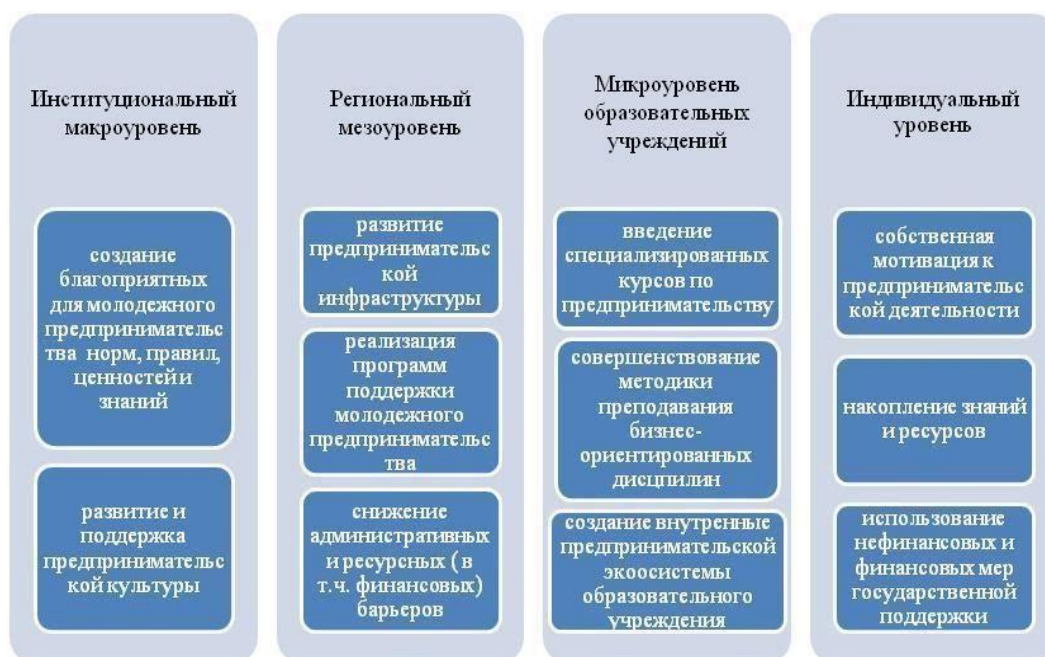 Институциональный
макроуровень
создание
благоприятных
для молодежного
предпринимательс
тва норм, правил,
ценностей и
знаний
развитие и
поддержка
предпринимательс
кой культуры
Региональный
мезоуровень
развитие
предпринимательс
кой
инфраструктуры
реализация
программ
поддержки
молодежного
предпринимательс
тва
снижение
административных
и ресурсных ( в
т.ч. финансовых)
барьеров
Микроуровень
образовательных
учреждений
введение
специализированных
курсов по
предпринимательству
совершенствование
методики
преподавания
бизнес-
ориентированных
дисцпилин
создание внутренные
предпринимательской
экоосистемы
образовательного
учреждения
Индивидуальный
уровень
собственная
мотивация к
предпринимательс
кой деятельности
накопление знаний
и ресурсов
использование
нефинансовых и
финансовых мер
государственной
поддержки